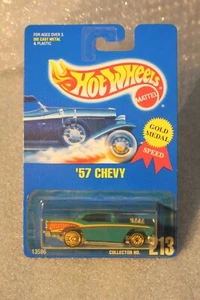 FOR AGES OVER 3.
DIE CAST METAL
& PLASTIC
Hot Wheels
MATTEL
GOLD
MEDAL
SPEED
'57 CHEVY
213
13586
COLLECTOR NO.